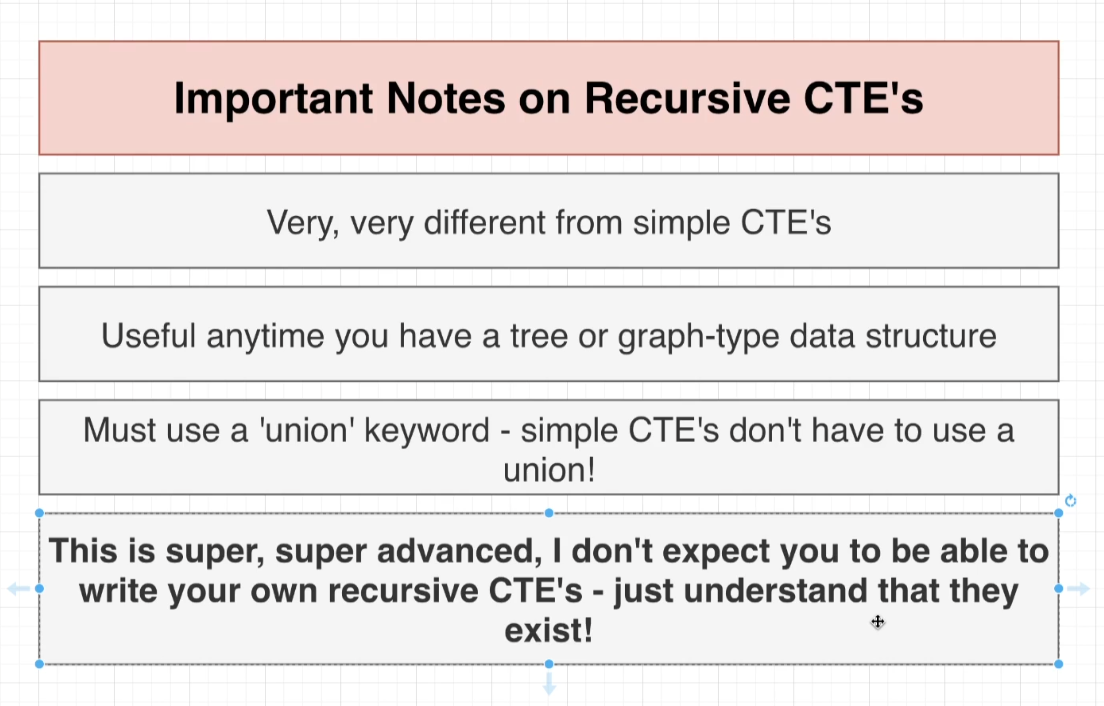 Important Notes on Recursive CTE's
Very, very different from simple CTE's
Useful anytime you have a tree or graph-type data structure
Must use a 'union' keyword - simple CTE's don't have to use a
union!
This is super, super advanced, I don't expect you to be able to
write your own recursive CTE's - just understand that they
exist!